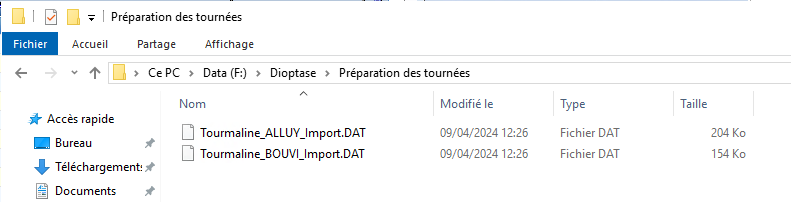 Préparation des tournées
Fichier Accueil Partage Affichage
Ce PC > Data (F:) > Dioptase > Préparation des tournées
Nom Modifié le Type Taille
Accès rapide
Tourmaline_ALLUY_Import.DAT 09/04/2024 12:26 Fichier DAT 204 Ko
Bureau
Tourmaline_BOUVI_Import.DAT 09/04/2024 12:26 Fichier DAT 154 Ko
Téléchargements
Documents